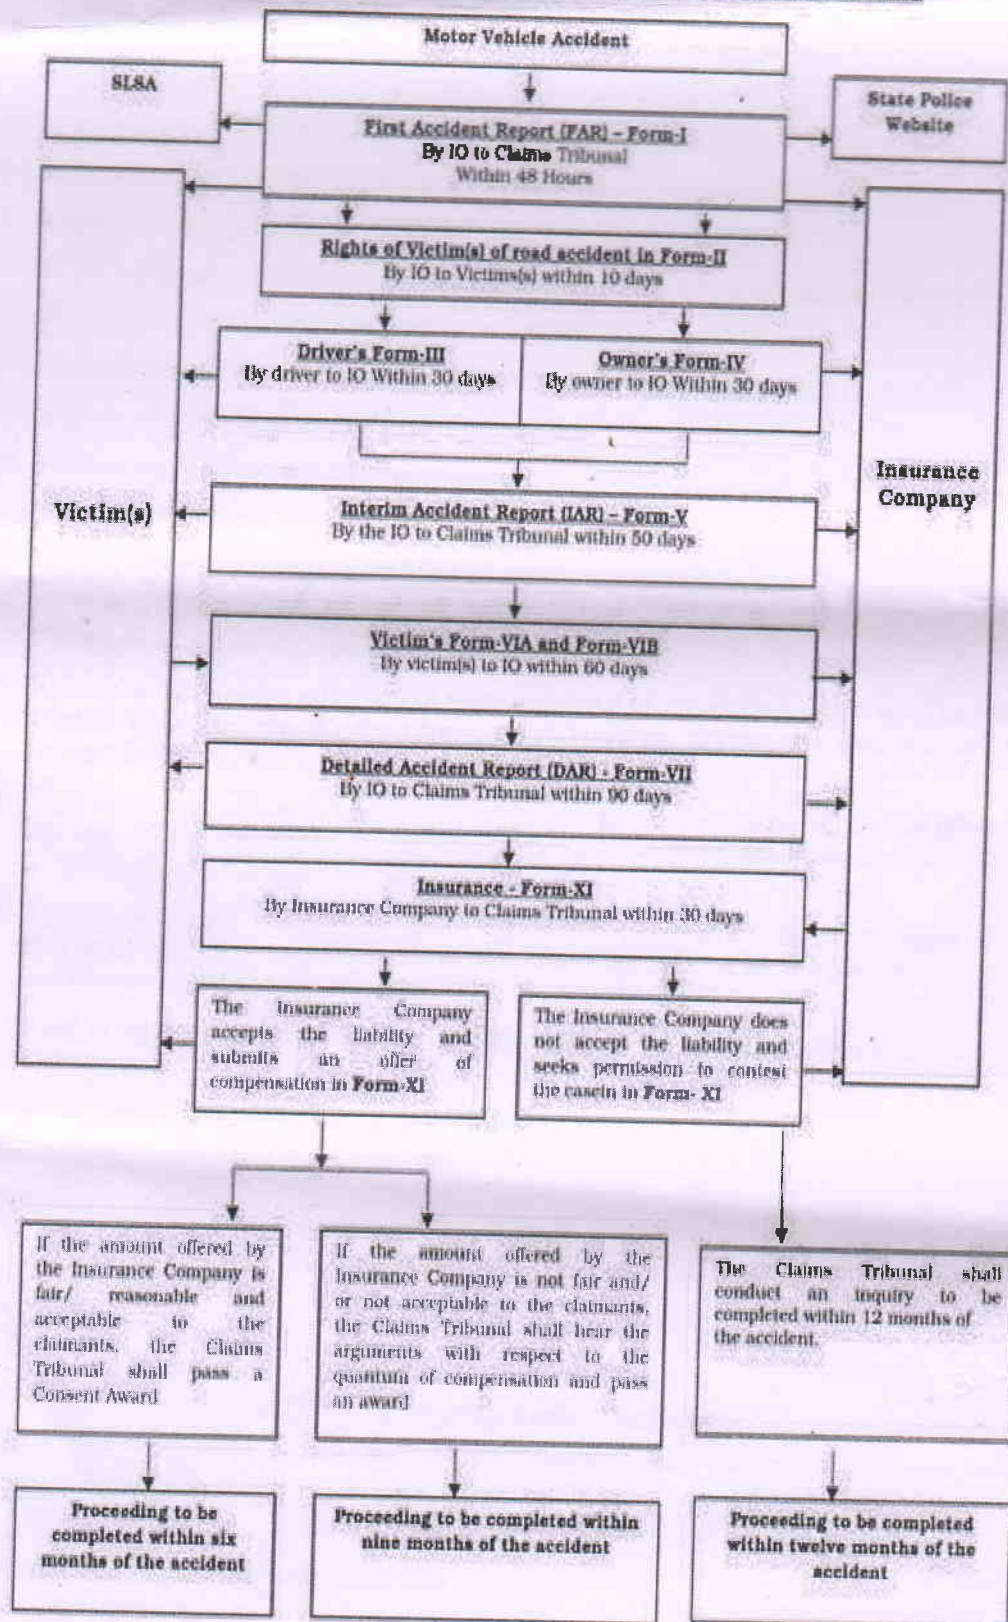 Motor Vehicle Accident
SLSA
State Police
Website
First Accident Report (FAR) – Form-I
By IO to Claims Tribunal
Within 48 Hours
Rights of Victim(s) of road accident in Form-II
By IO to Victims(s) within 10 days
Driver's Form-III
By driver to IO Within 30 days
Owner's Form-IV
By owner to IO Within 30 days
Victim(s)
Insurance
Company
Interim Accident Report (IAR) – Form-V
By the IO to Claims Tribunal within 50 days
Victim's Form-VIA and Form-VIB
By victim(s) to IO within 60 days
Detailed Accident Report (DAR) - Form-VII
By IO to Claims Tribunal within 90 days
Insurance - Form-XI
By Insurance Company to Claims Tribunal within 30 days
The Insurance Company
accepts the liability and
submits an offer of
compensation in Form-XI
The Insurance Company does
not accept the liability and
seeks permission to contest
the casein in Form- XI
If the amount offered by
the Insurance Company is
fair/ reasonable and
acceptable to the
claimants, the Claims
Tribunal shall pass a
Consent Award
If the amount offered by the
Insurance Company is not fair and/
or not acceptable to the claimants,
the Claims Tribunal shall hear the
arguments with respect to the
quantum of compensation and pass
an award
The Claims Tribunal shall
conduct an inquiry to be
completed within 12 months of
the accident.
Proceeding to be
completed within six
months of the accident
Proceeding to be completed within
nine months of the accident
Proceeding to be completed
within twelve months of the
accident